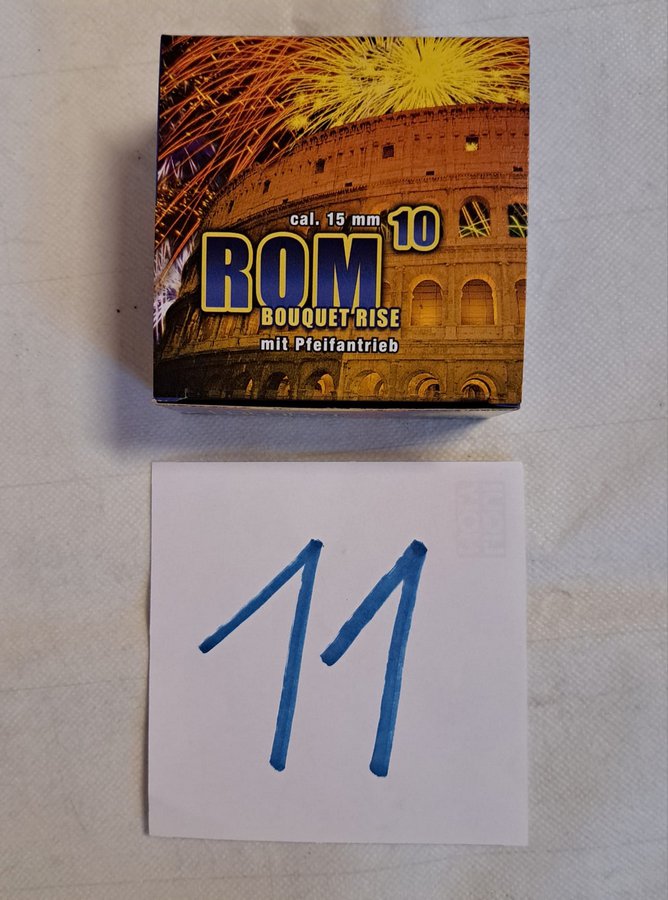 cal. 15 mm
ROM 10
BOUQUET RISE
mit Pfeifantrieb
11